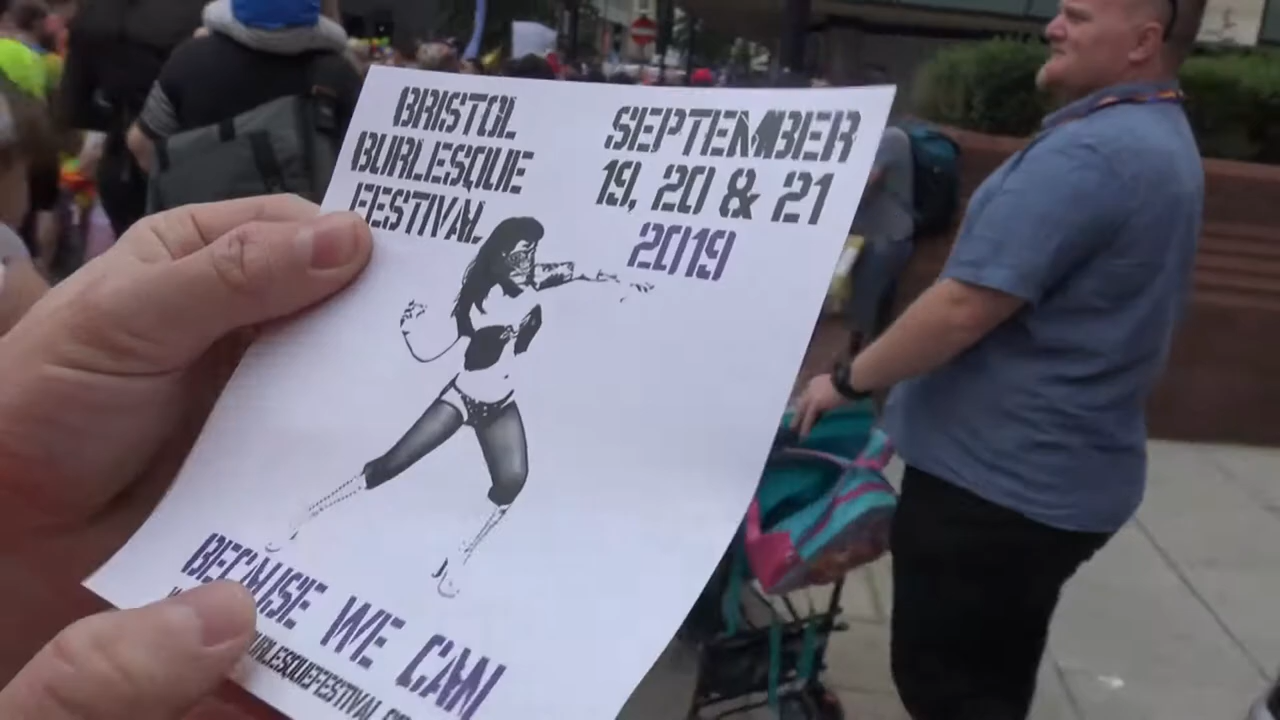 BRISTOL
BURLESQUE
FESTIVAL
SEPTEMBER
19, 20 & 21
2019
BECAUSE WE CAN